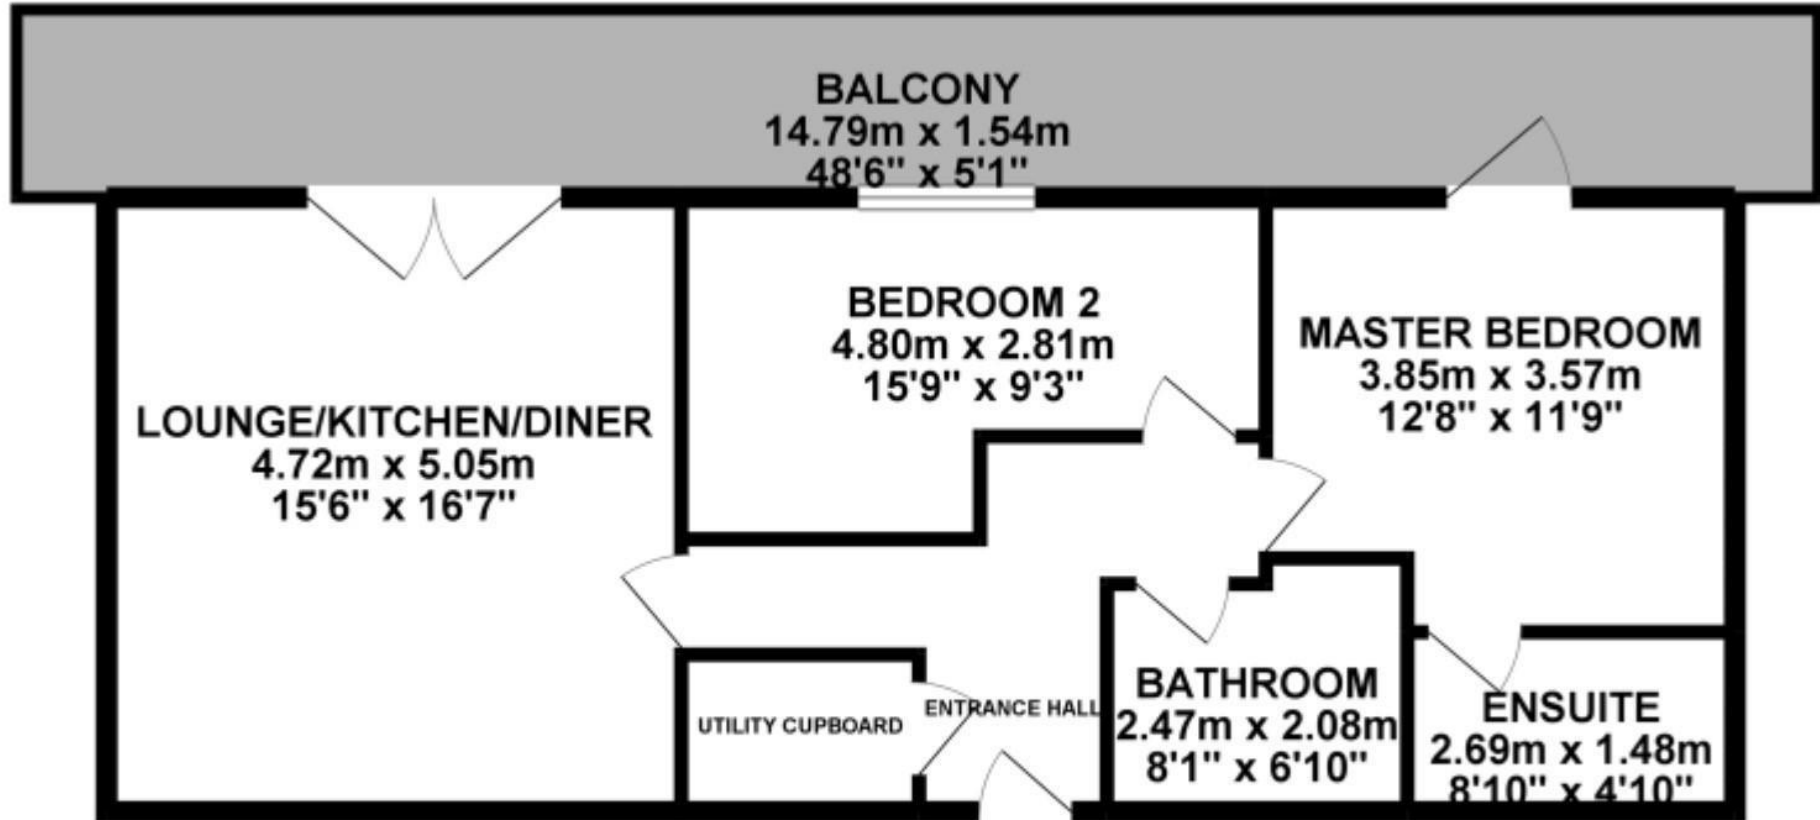 BALCONY
14.79m x 1.54m
48'6" x 5'1"
BEDROOM 2
4.80m x 2.81m
15'9" x 9'3"
MASTER BEDROOM
3.85m x 3.57m
12'8" x 11'9"
LOUNGE/KITCHEN/DINER
4.72m x 5.05m
15'6" x 16'7"
UTILITY CUPBOARD
ENTRANCE HALL
BATHROOM
2.47m x 2.08m
8'1" x 6'10"
ENSUITE
2.69m x 1.48m
8'10" x 4'10"